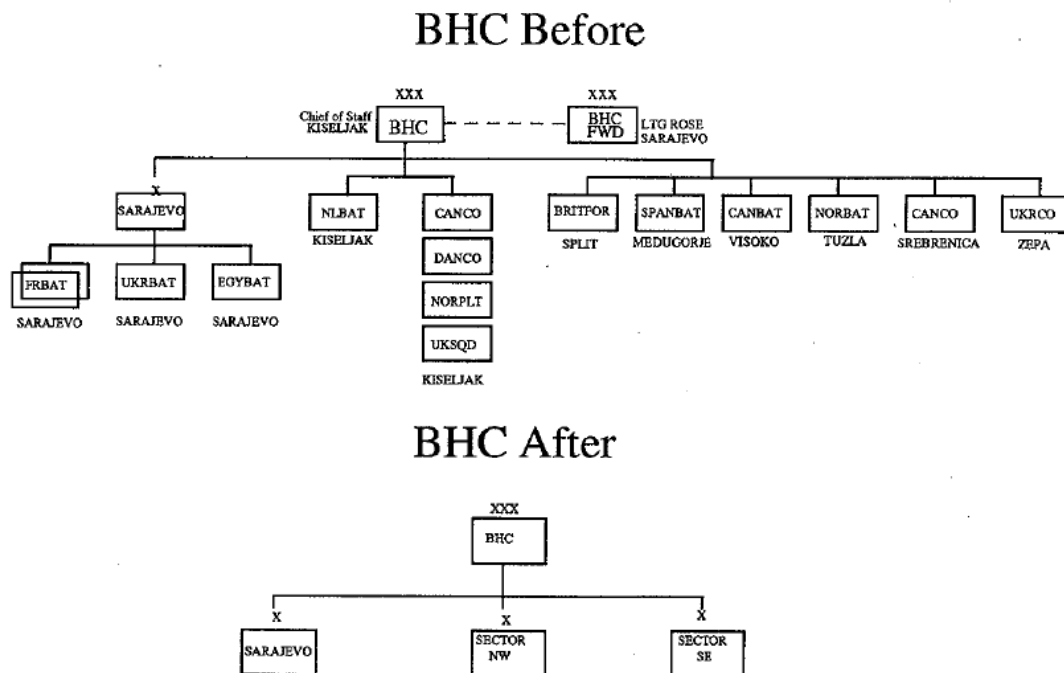 BHC Before
XXX
XXX
Chief of Staff
KISELJAK
BHC
BHC
FWD
LTG ROSE
SARAJEVO
X
SARAJEVO
NLBAT
KISELJAK
CANCO
BRITFOR
SPLIT
SPANBAT
MEDUGORJE
CANBAT
VISOKO
NORBAT
TUZLA
CANCO
SREBRENICA
UKRCO
ZEPA
DANCO
NORPLT
UKSQD
KISELJAK
FRBAT
SARAJEVO
UKRBAT
SARAJEVO
EGYBAT
SARAJEVO
BHC After
XXX
BHC
X
SARAJEVO
X
SECTOR
NW
X
SECTOR
SE